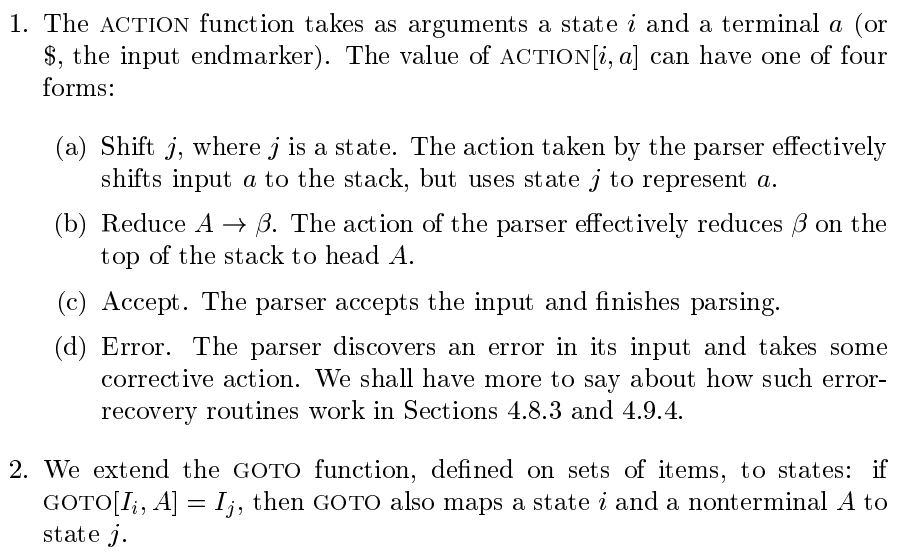 1. The ACTION function takes as arguments a state i and a terminal a (or
$, the input endmarker). The value of ACTION[i, a] can have one of four
forms:
(a) Shift j, where j is a state. The action taken by the parser effectively
shifts input a to the stack, but uses state j to represent a.
(b) Reduce A → β. The action of the parser effectively reduces β on the
top of the stack to head A.
(c) Accept. The parser accepts the input and finishes parsing.
(d) Error. The parser discovers an error in its input and takes some
corrective action. We shall have more to say about how such error-
recovery routines work in Sections 4.8.3 and 4.9.4.
2. We extend the GOTO function, defined on sets of items, to states: if
GOTO[Iᵢ, A] = Iⱼ, then GOTO also maps a state i and a nonterminal A to
state j.